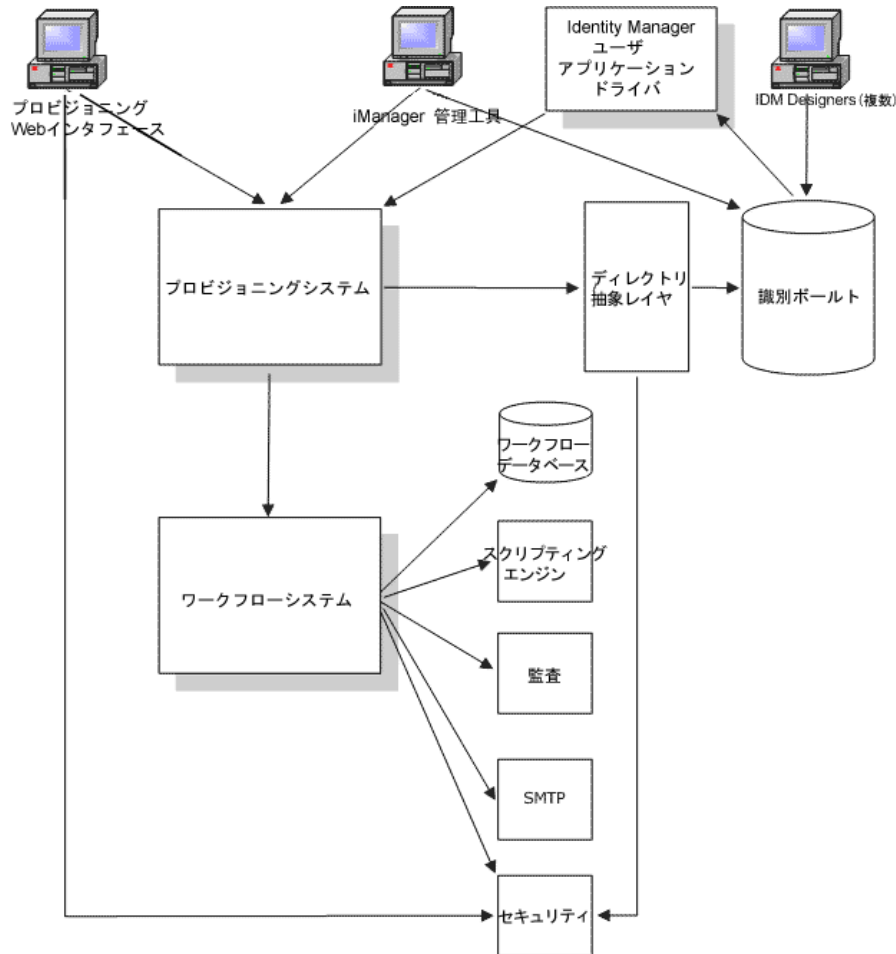 Identity Manager
ユーザ
アプリケーション
ドライバ
プロビジョニング
Webインタフェース
iManager 管理工具
IDM Designers(複数)
プロビジョニングシステム
ディレクトリ
抽象レイヤ
識別ボールト
ワークフロー
データベース
スクリプティング
エンジン
ワークフローシステム
監査
SMTP
セキュリティ